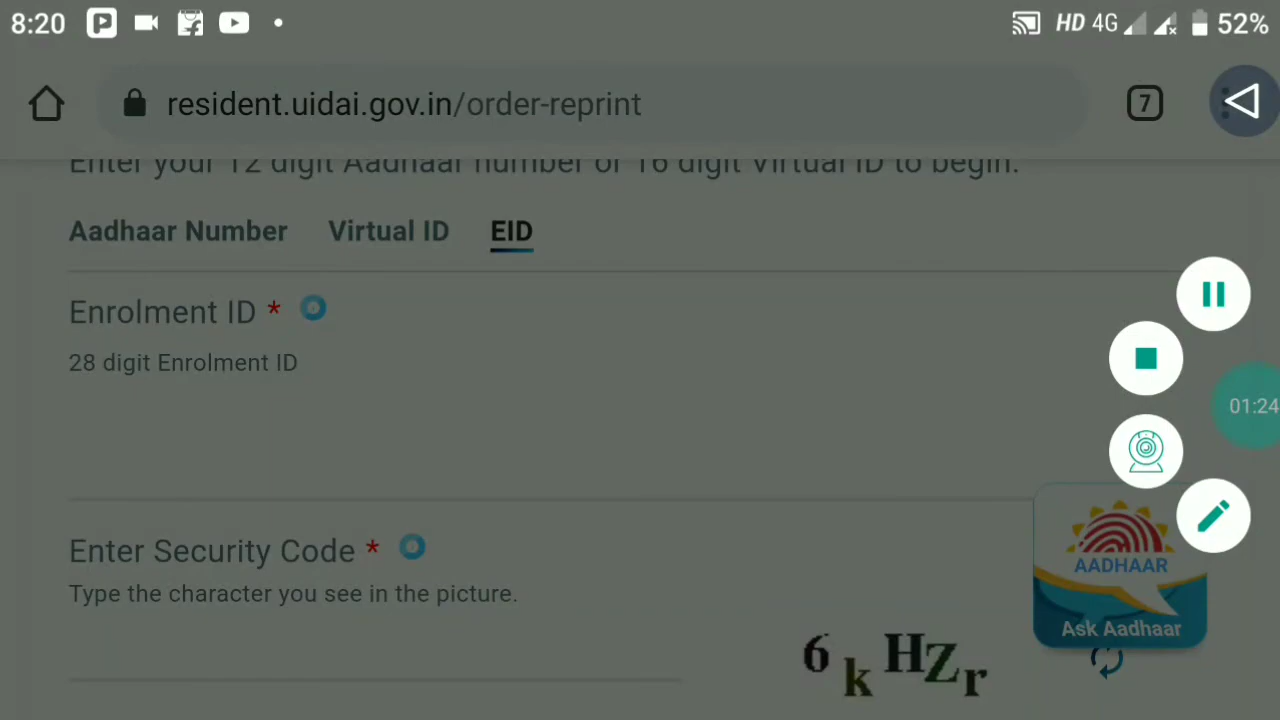 8:20 HD 4G 52%
resident.uidai.gov.in/order-reprint 7
Enter your 12 digit Aadhaar number or 16 digit Virtual ID to begin.
Aadhaar Number Virtual ID EID
Enrolment ID *
28 digit Enrolment ID
01:24
Enter Security Code *
Type the character you see in the picture.
AADHAAR
Ask Aadhaar
6kHZr